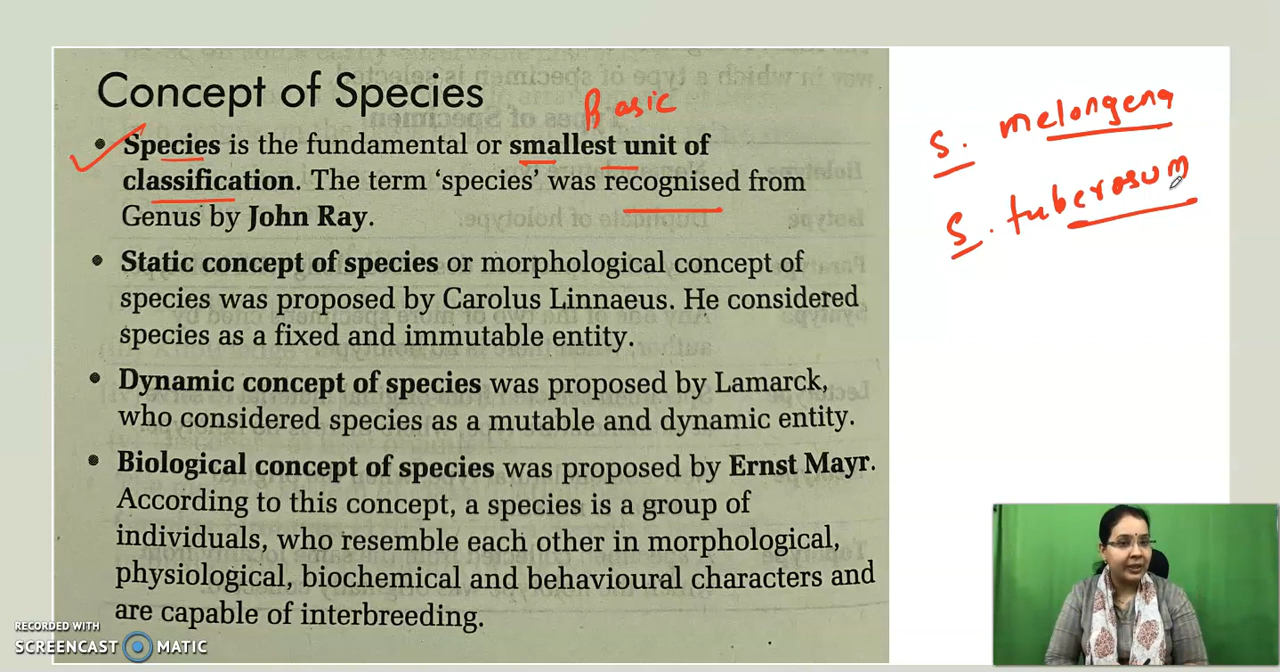 Concept of Species
Basic
• Species is the fundamental or smallest unit of
classification. The term ‘species’ was recognised from
Genus by John Ray.
• Static concept of species or morphological concept of
species was proposed by Carolus Linnaeus. He considered
species as a fixed and immutable entity.
• Dynamic concept of species was proposed by Lamarck,
who considered species as a mutable and dynamic entity.
• Biological concept of species was proposed by Ernst Mayr.
According to this concept, a species is a group of
individuals, who resemble each other in morphological,
physiological, biochemical and behavioural characters and
are capable of interbreeding.
S. melongena
S. tuberosum
RECORDED WITH
SCREENCAST MATIC